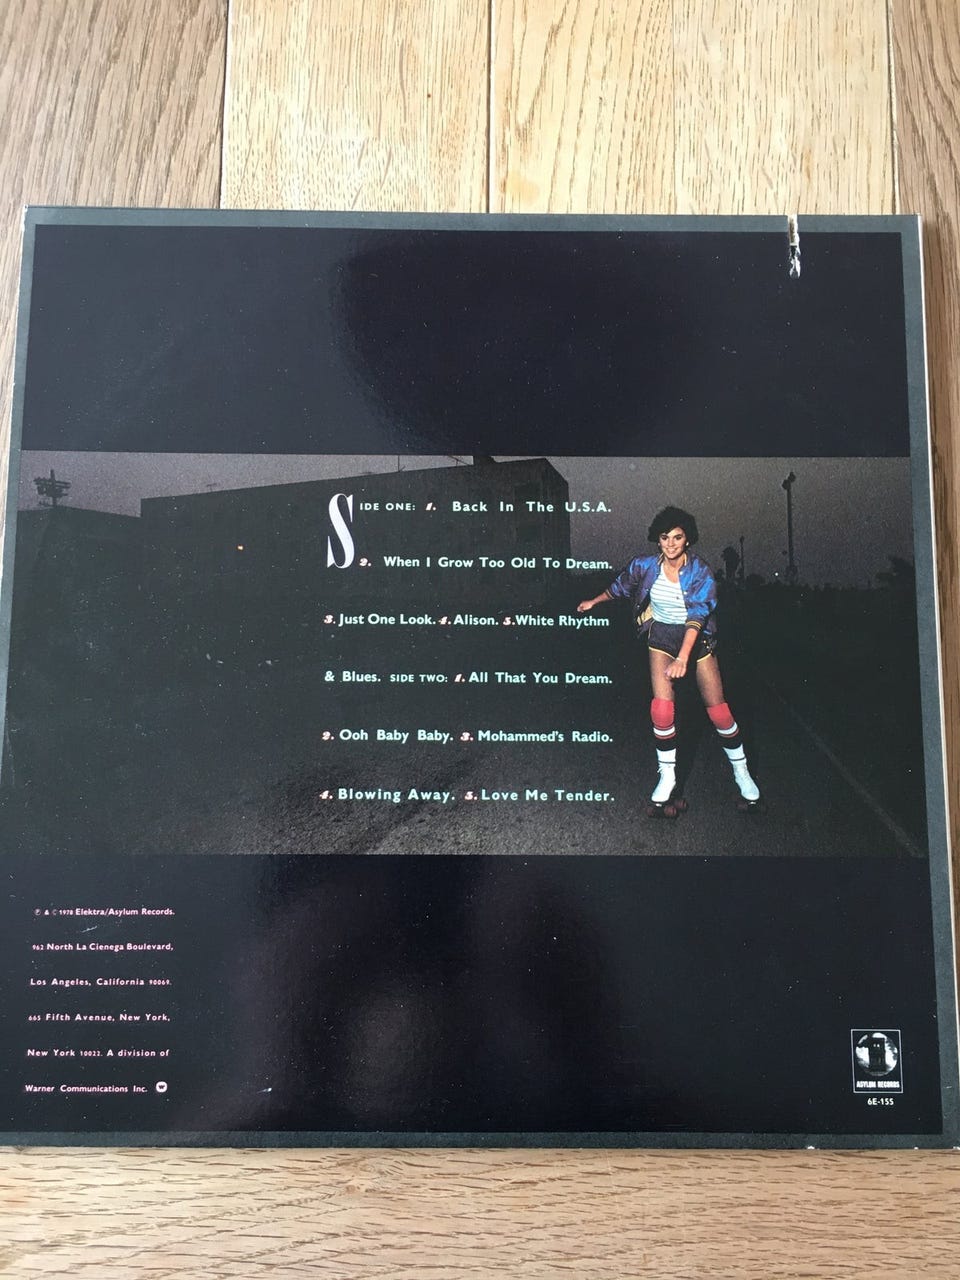 SIDE ONE: 1. Back In The U.S.A.
2. When I Grow Too Old To Dream.
3. Just One Look. 4. Alison. 5. White Rhythm
& Blues. SIDE TWO: 1. All That You Dream.
2. Ooh Baby Baby. 3. Mohammed's Radio.
4. Blowing Away. 5. Love Me Tender.
℗ & © 1978 Elektra/Asylum Records.
962 North La Cienega Boulevard,
Los Angeles, California 90069.
665 Fifth Avenue, New York,
New York 10022. A division of
Warner Communications Inc.
ASYLUM RECORDS
6E-155